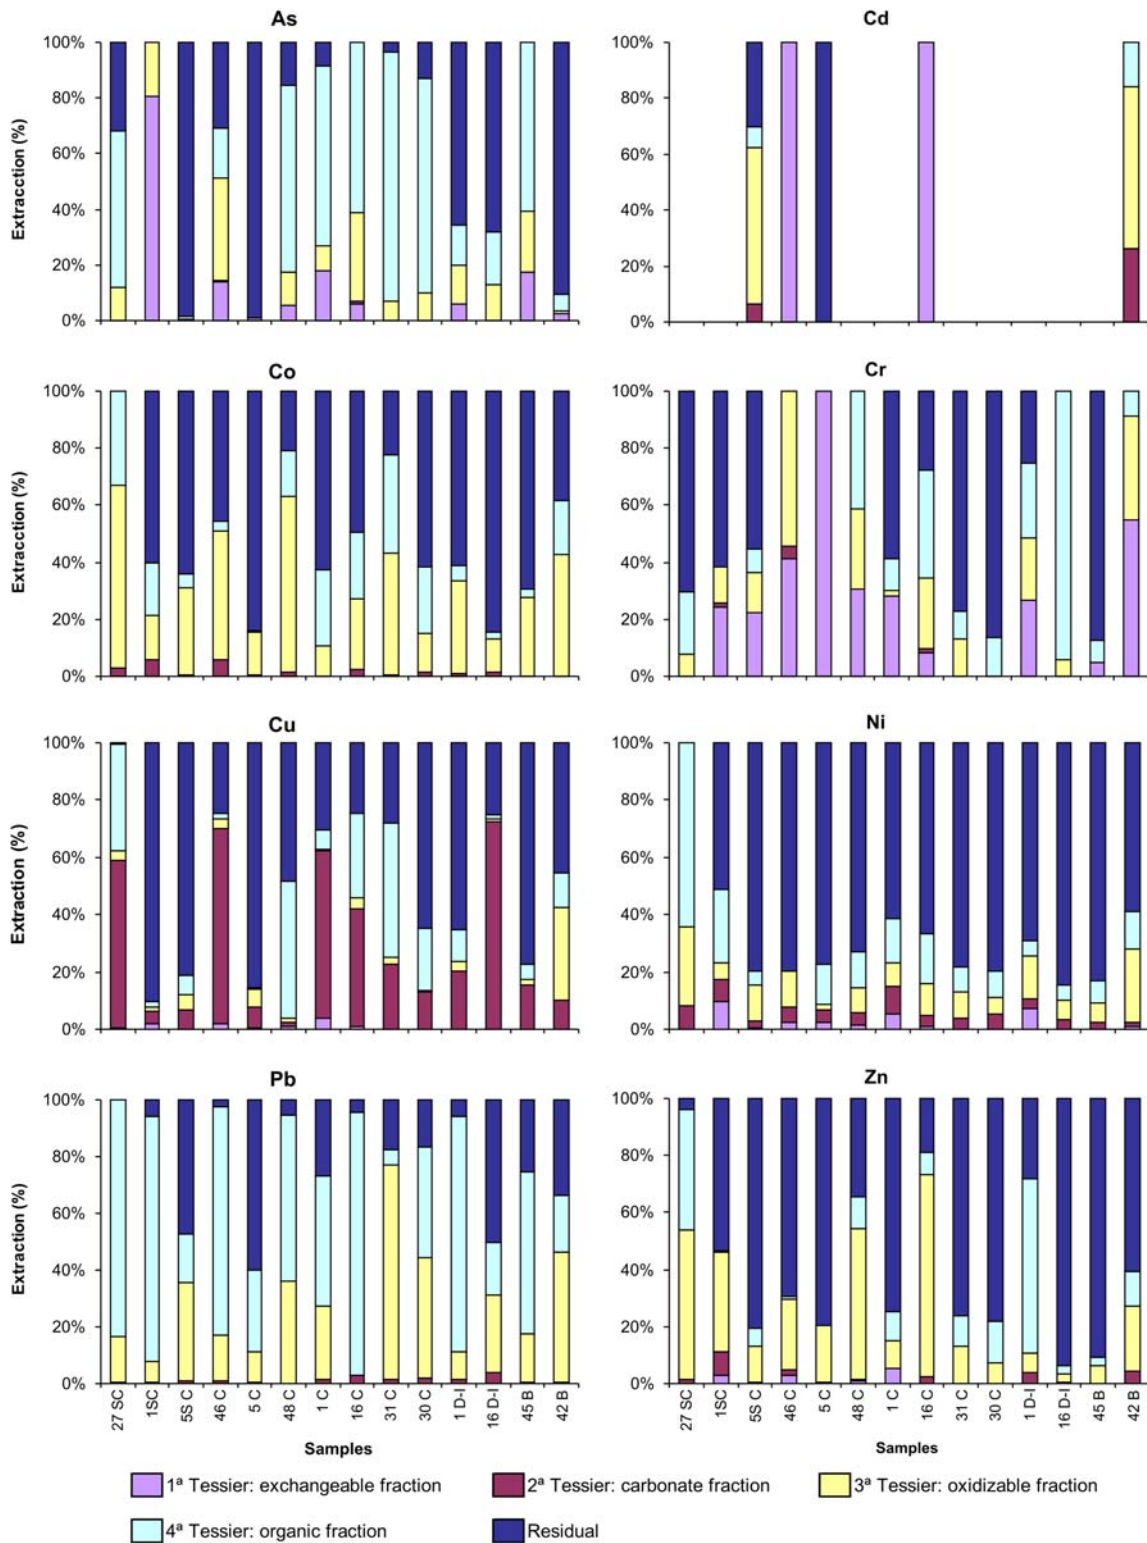 As
Cd
Extracction (%)
100%
80%
60%
40%
20%
0%
100%
80%
60%
40%
20%
0%
Co
Cr
Extracction (%)
100%
80%
60%
40%
20%
0%
100%
80%
60%
40%
20%
0%
Cu
Ni
Extraction (%)
100%
80%
60%
40%
20%
0%
100%
80%
60%
40%
20%
0%
Pb
Zn
Extraction (%)
100%
80%
60%
40%
20%
0%
100%
80%
60%
40%
20%
0%
27 SC
1SC
5S C
46 C
5 C
48 C
1 C
16 C
31 C
30 C
1 D-I
16 D-I
45 B
42 B
27 SC
1SC
5S C
46 C
5 C
48 C
1 C
16 C
31 C
30 C
1 D-I
16 D-I
45 B
42 B
Samples
Samples
1ª Tessier: exchangeable fraction
2ª Tessier: carbonate fraction
3ª Tessier: oxidizable fraction
4ª Tessier: organic fraction
Residual